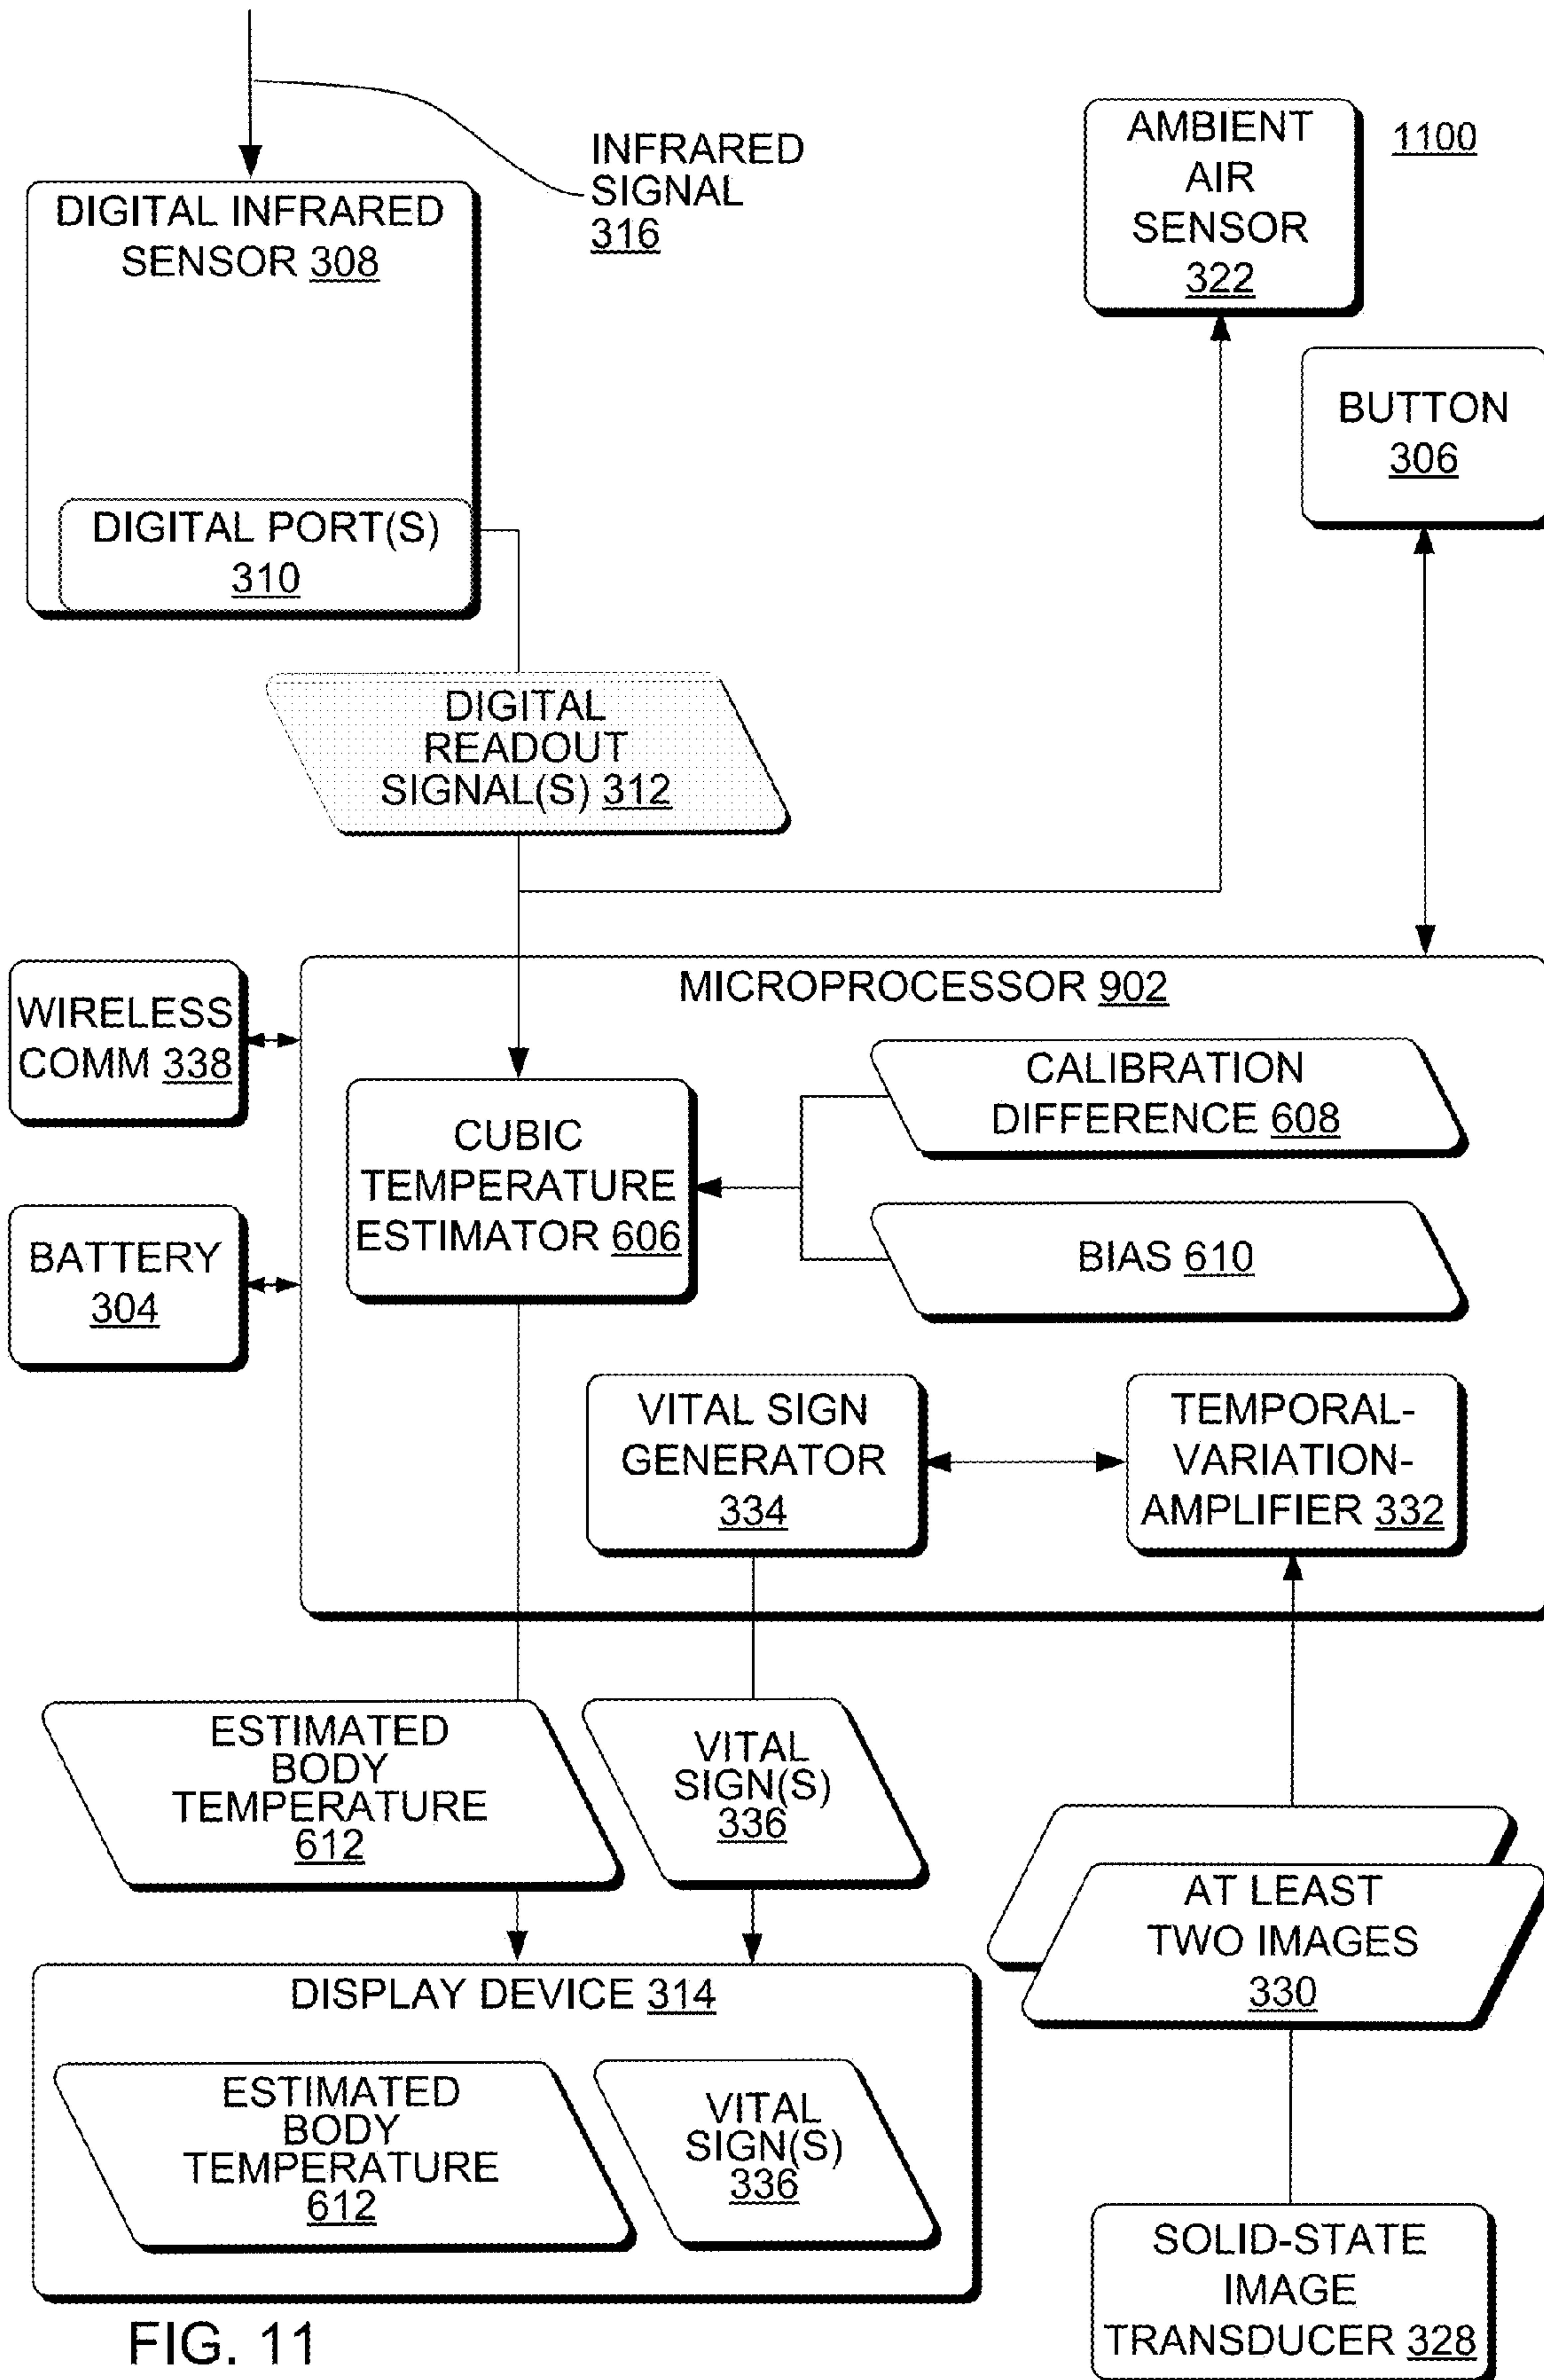 INFRARED
SIGNAL
316
AMBIENT
AIR
SENSOR
322
1100
DIGITAL INFRARED
SENSOR 308
BUTTON
306
DIGITAL PORT(S)
310
DIGITAL
READOUT
SIGNAL(S) 312
MICROPROCESSOR 902
WIRELESS
COMM 338
CALIBRATION
DIFFERENCE 608
CUBIC
TEMPERATURE
ESTIMATOR 606
BATTERY
304
BIAS 610
VITAL SIGN
GENERATOR
334
TEMPORAL-
VARIATION-
AMPLIFIER 332
ESTIMATED
BODY
TEMPERATURE
612
VITAL
SIGN(S)
336
AT LEAST
TWO IMAGES
330
DISPLAY DEVICE 314
ESTIMATED
BODY
TEMPERATURE
612
VITAL
SIGN(S)
336
SOLID-STATE
IMAGE
TRANSDUCER 328
FIG. 11